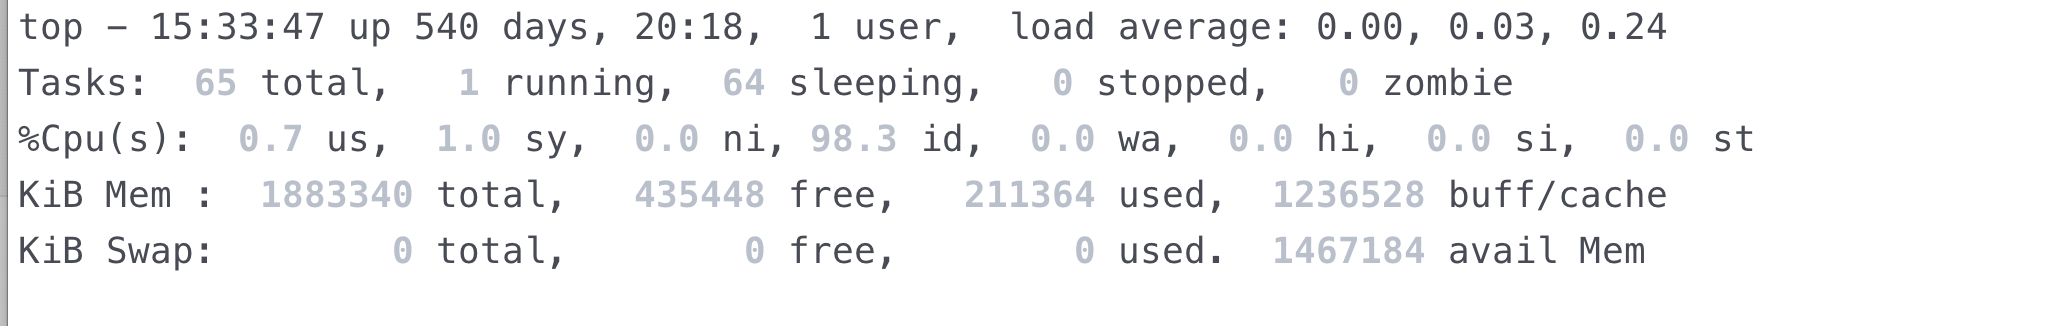 top − 15:33:47 up 540 days, 20:18,  1 user,  load average: 0.00, 0.03, 0.24
Tasks:  65 total,   1 running,  64 sleeping,   0 stopped,   0 zombie
%Cpu(s):  0.7 us,  1.0 sy,  0.0 ni, 98.3 id,  0.0 wa,  0.0 hi,  0.0 si,  0.0 st
KiB Mem :  1883340 total,   435448 free,   211364 used,  1236528 buff/cache
KiB Swap:        0 total,        0 free,        0 used.  1467184 avail Mem